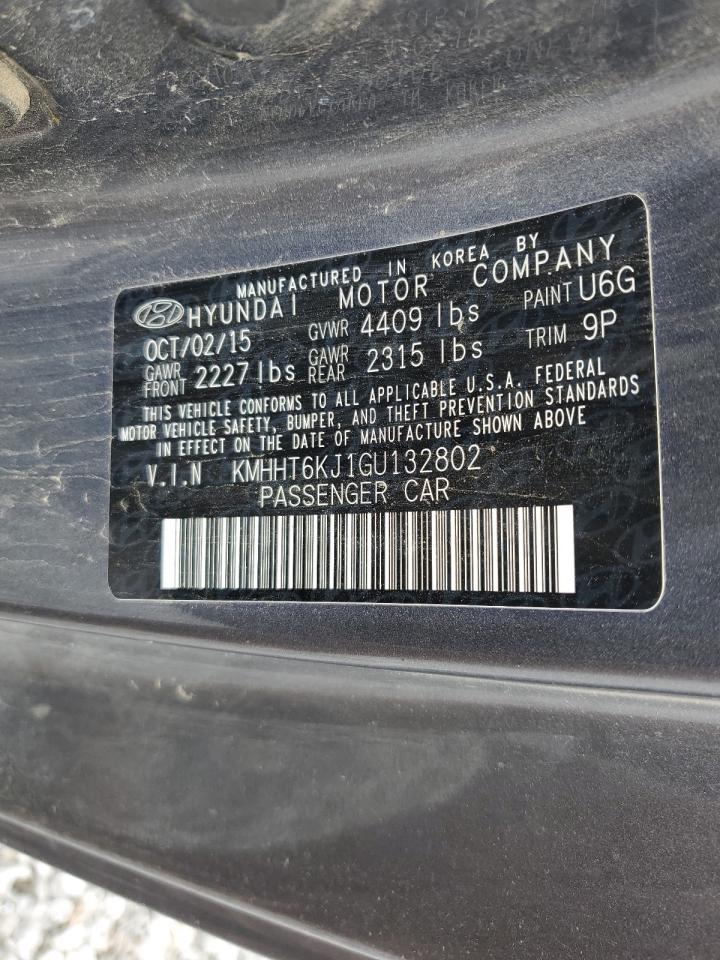 MANUFACTURED IN KOREA BY
HYUNDAI MOTOR COMPANY
OCT/02/15 GVWR 4409 lbs PAINT U6G
GAWR FRONT 2227 lbs GAWR REAR 2315 lbs TRIM 9P
THIS VEHICLE CONFORMS TO ALL APPLICABLE U.S.A. FEDERAL
MOTOR VEHICLE SAFETY, BUMPER, AND THEFT PREVENTION STANDARDS
IN EFFECT ON THE DATE OF MANUFACTURE SHOWN ABOVE
V.I.N KMHHT6KJ1GU132802
PASSENGER CAR